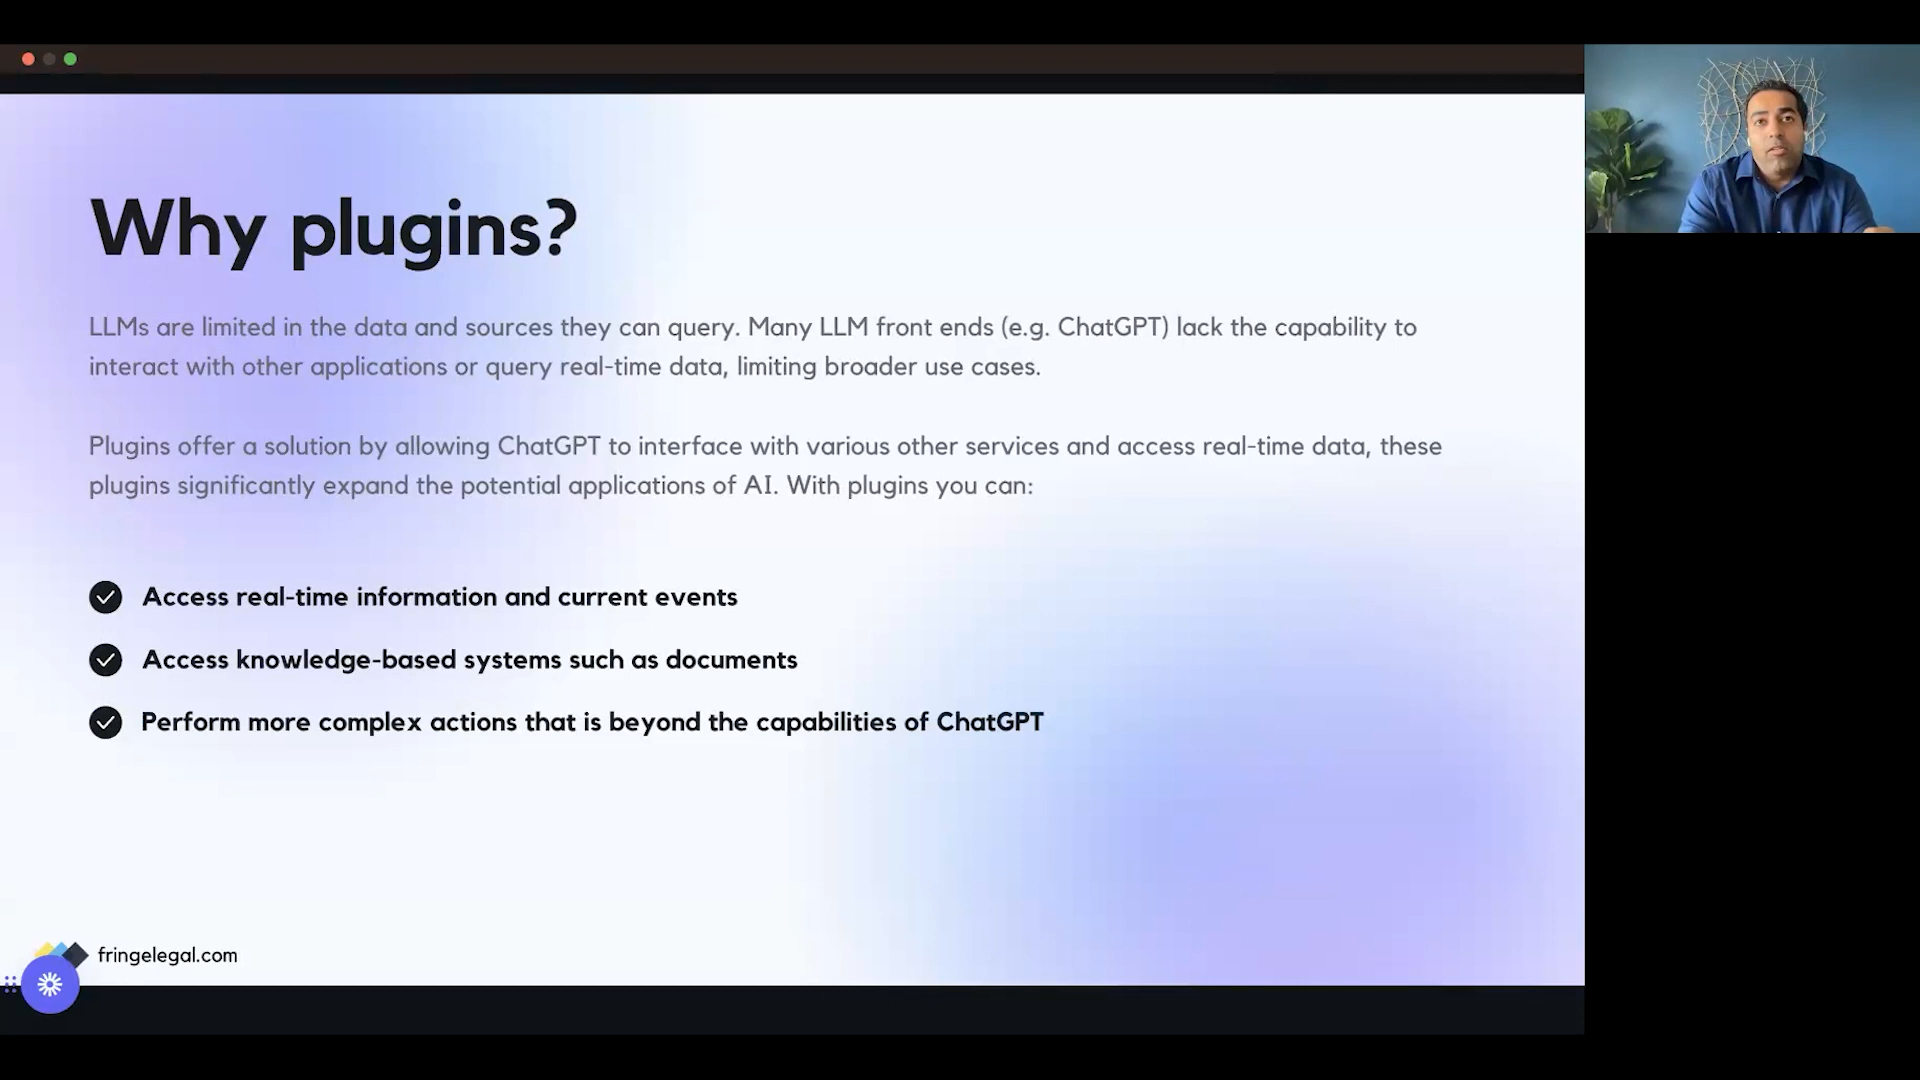 Why plugins?
LLMs are limited in the data and sources they can query. Many LLM front ends (e.g. ChatGPT) lack the capability to
interact with other applications or query real-time data, limiting broader use cases.
Plugins offer a solution by allowing ChatGPT to interface with various other services and access real-time data, these
plugins significantly expand the potential applications of AI. With plugins you can:
Access real-time information and current events
Access knowledge-based systems such as documents
Perform more complex actions that is beyond the capabilities of ChatGPT
fringelegal.com